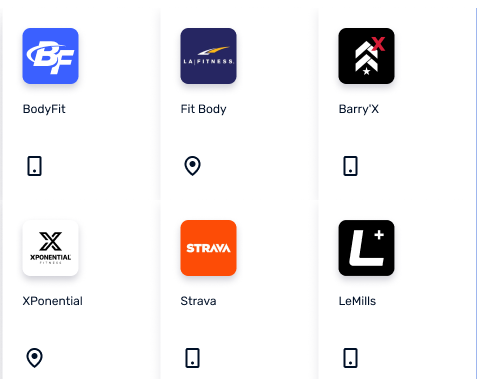 BF
LA|FITNESS.
X
BodyFit
Fit Body
Barry'X
X
XPONENTIAL
FITNESS
STRAVA
L+
XPonential
Strava
LeMills